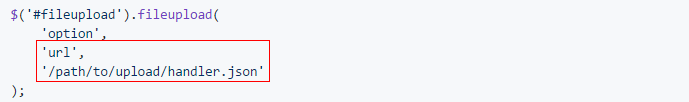 $('#fileupload').fileupload(
    'option',
    'url',
    '/path/to/upload/handler.json'
);